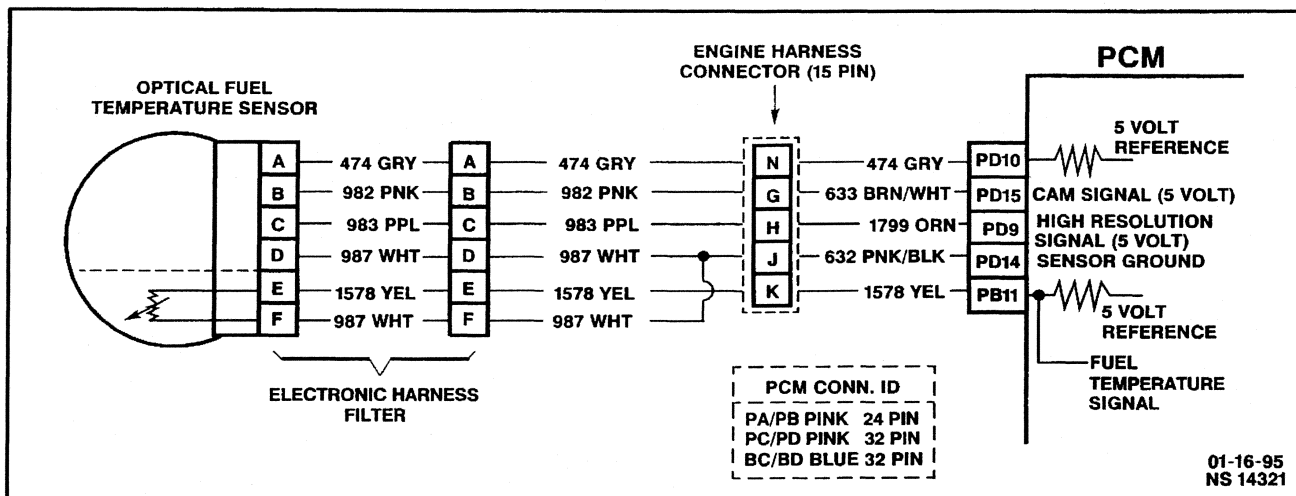 ENGINE HARNESS
CONNECTOR (15 PIN)
PCM
OPTICAL FUEL
TEMPERATURE SENSOR
5 VOLT
REFERENCE
A 474 GRY A 474 GRY N 474 GRY PD10
B 982 PNK B 982 PNK G 633 BRN/WHT PD15 CAM SIGNAL (5 VOLT)
C 983 PPL C 983 PPL H 1799 ORN PD9 HIGH RESOLUTION
SIGNAL (5 VOLT)
D 987 WHT D 987 WHT J 632 PNK/BLK PD14 SENSOR GROUND
E 1578 YEL E 1578 YEL K 1578 YEL PB11
F 987 WHT F 987 WHT
5 VOLT
REFERENCE
FUEL
TEMPERATURE
SIGNAL
ELECTRONIC HARNESS
FILTER
PCM CONN. ID
PA/PB PINK 24 PIN
PC/PD PINK 32 PIN
BC/BD BLUE 32 PIN
01-16-95
NS 14321